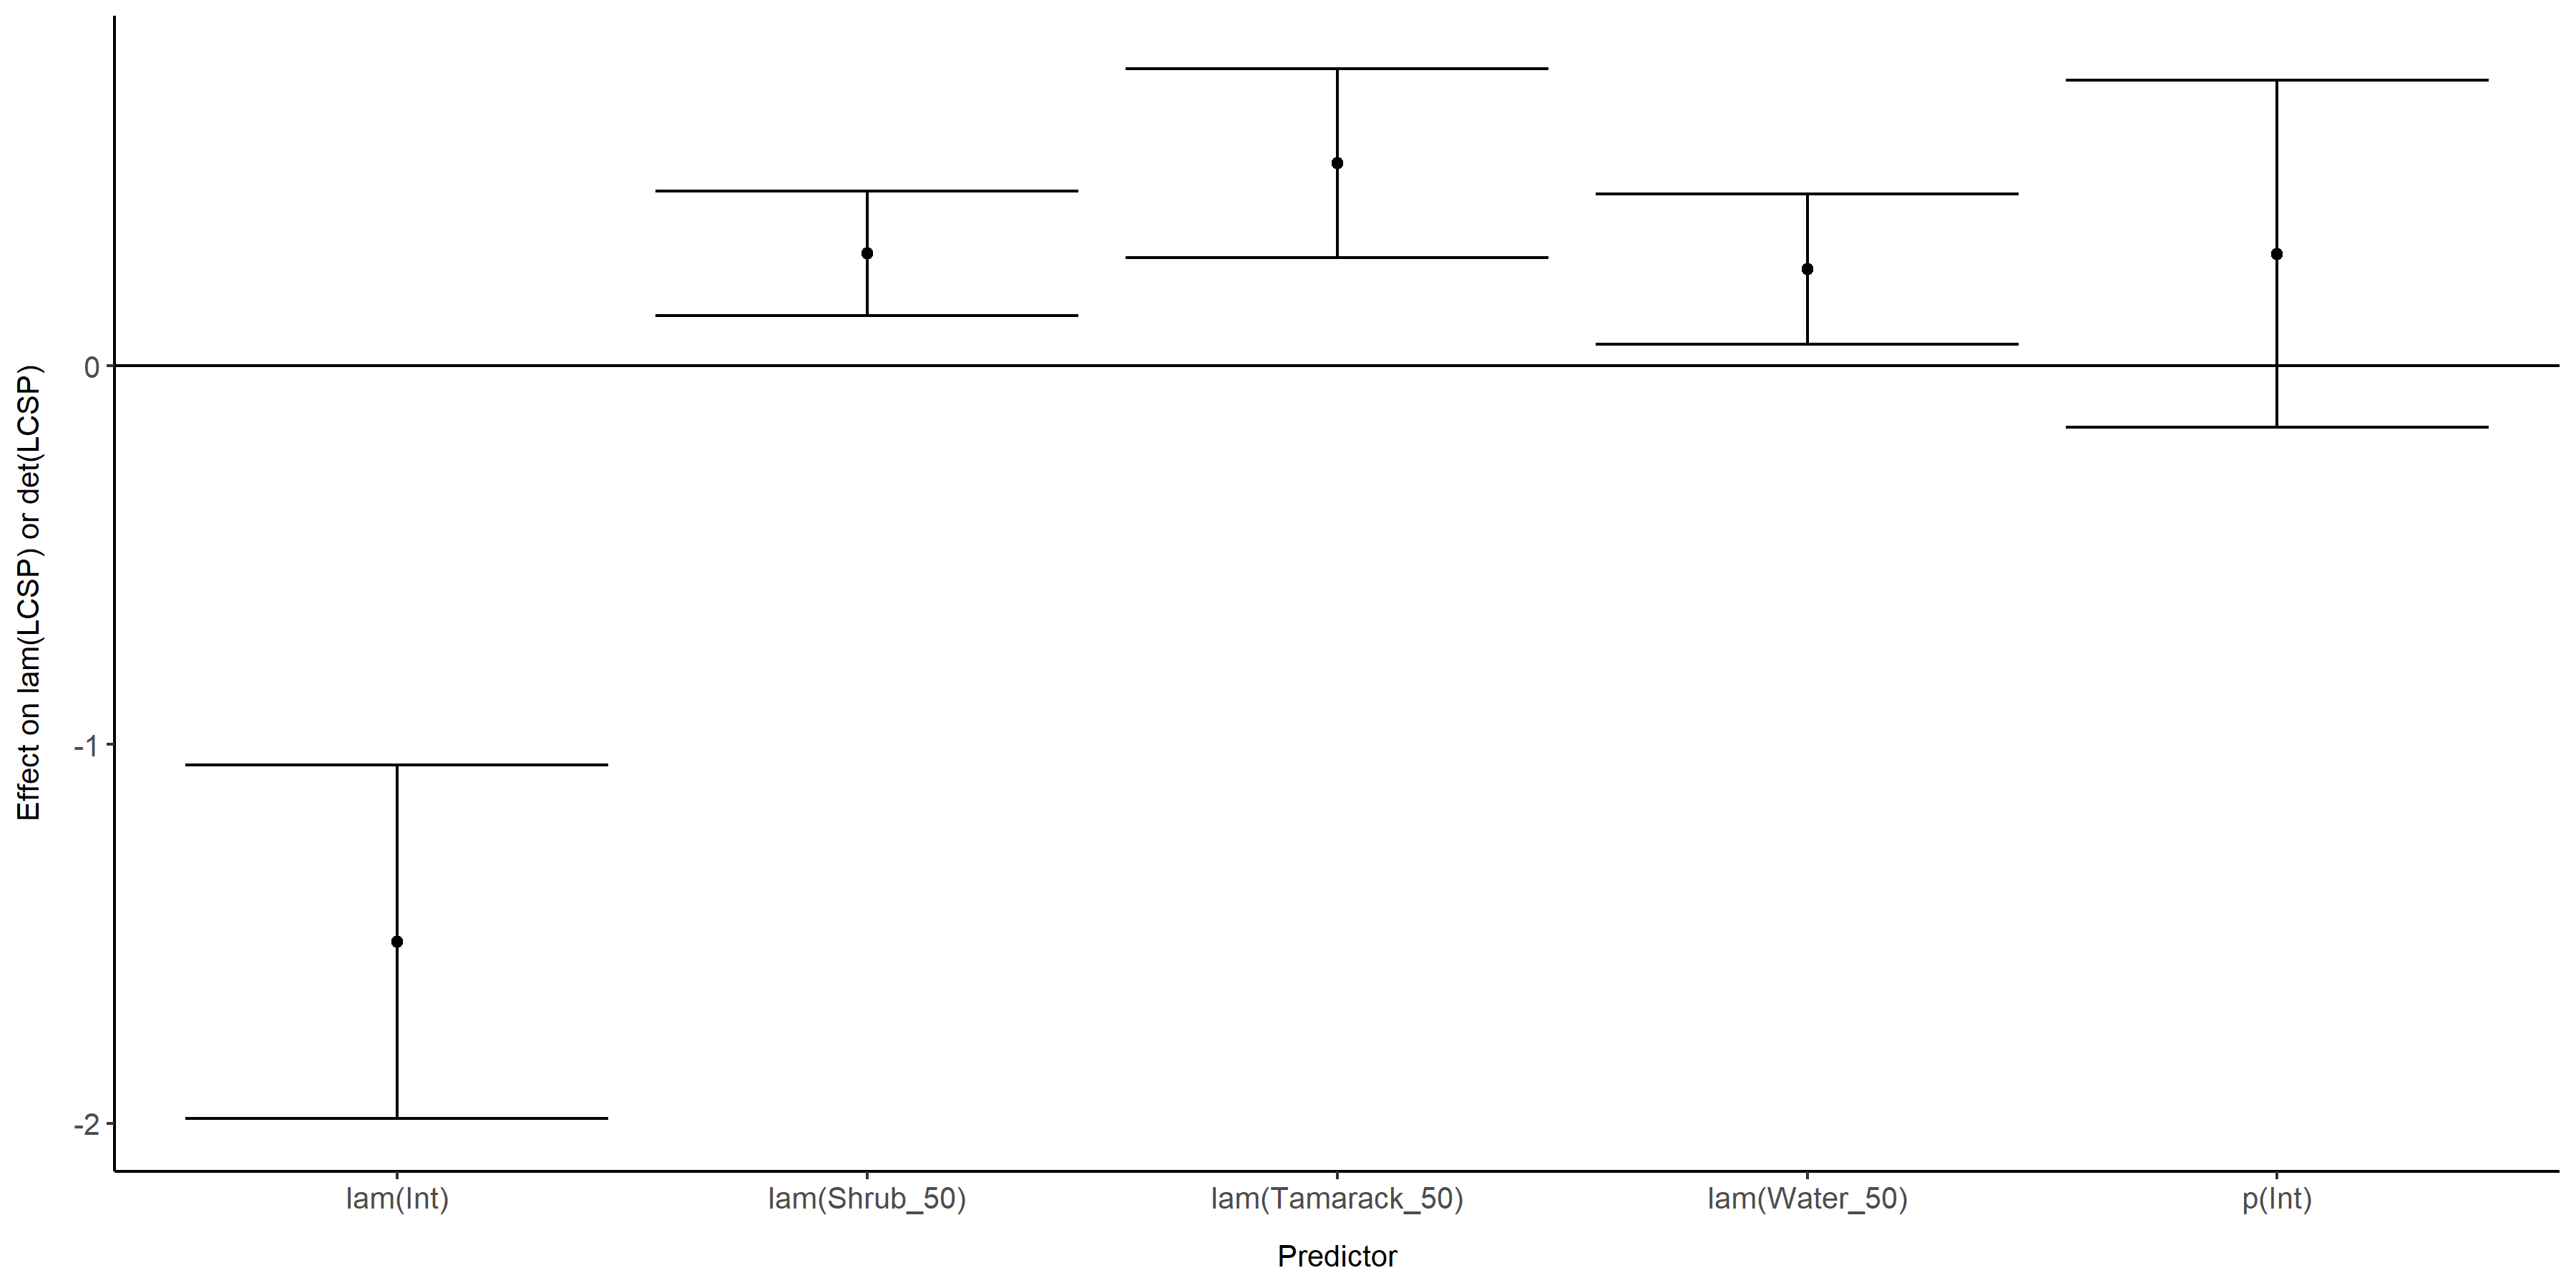 Effect on lam(LCSP) or det(LCSP)
0
-1
-2
lam(Int)
lam(Shrub_50)
lam(Tamarack_50)
lam(Water_50)
p(Int)
Predictor